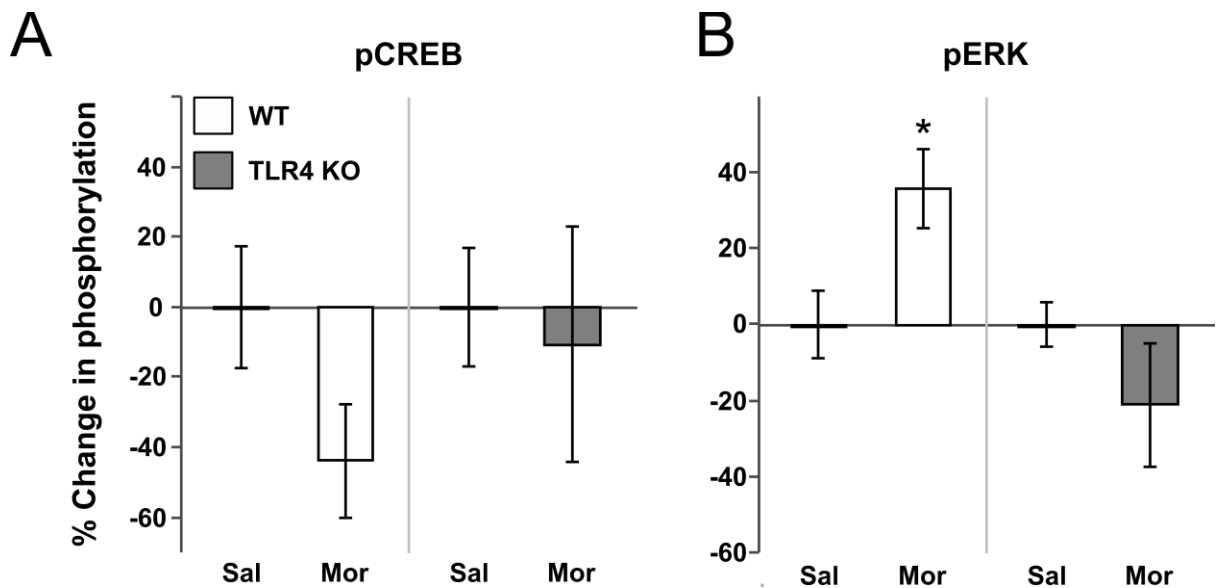 A
pCREB
% Change in phosphorylation
WT
TLR4 KO
40
20
0
-20
-40
-60
Sal Mor Sal Mor
B
pERK
*
40
20
0
-20
-40
-60
Sal Mor Sal Mor